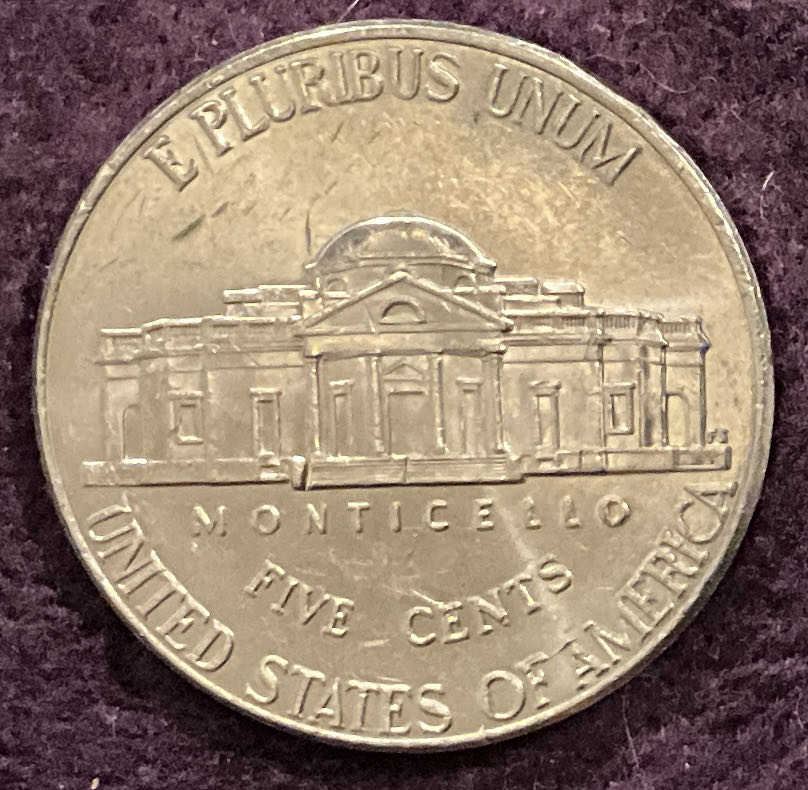 E PLURIBUS UNUM
MONTICELLO
FIVE CENTS
UNITED STATES OF AMERICA